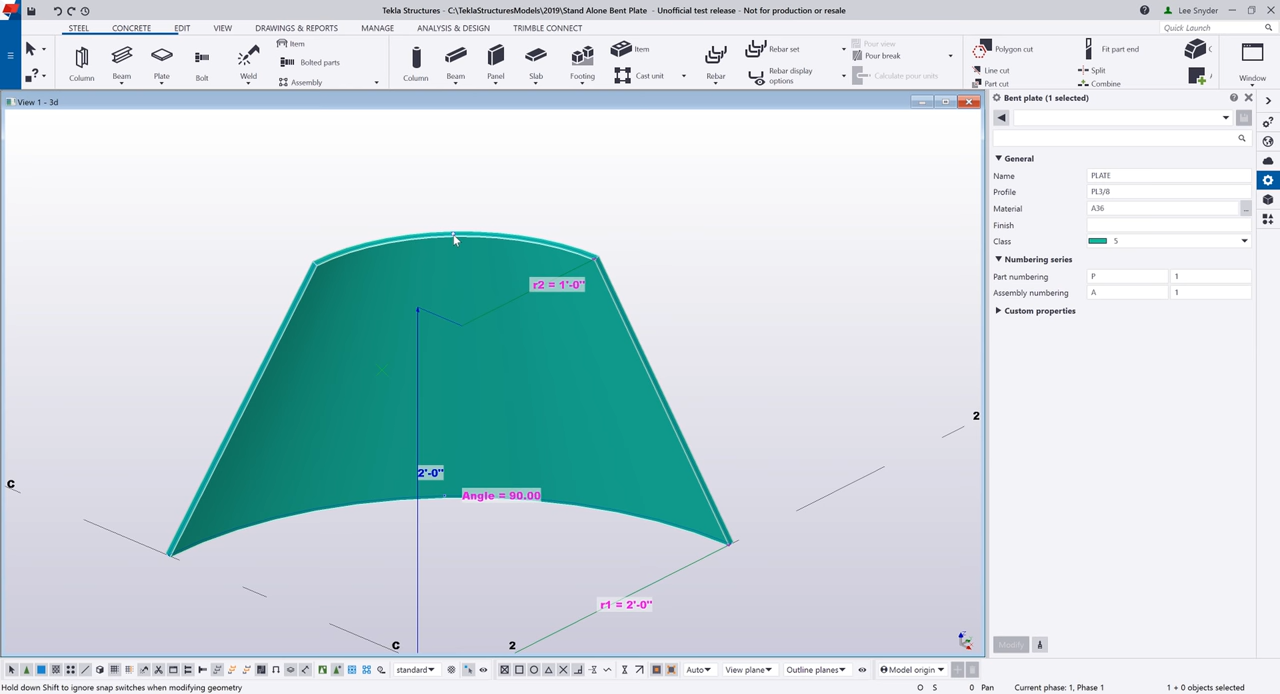 Tekla Structures - C:\TeklaStructuresModels\2019\Stand Alone Bent Plate - Unofficial test release - Not for production or resale
Lee Snyder
STEEL CONCRETE EDIT VIEW DRAWINGS & REPORTS MANAGE ANALYSIS & DESIGN TRIMBLE CONNECT
Quick Launch
Column Beam Plate Bolt Weld
Item
Bolted parts
Assembly
Column Beam Panel Slab Footing
Item
Cast unit
Rebar
Rebar set
Rebar display options
Pour view
Pour break
Calculate pour units
Polygon cut
Line cut
Part cut
Fit part end
Split
Combine
Window
View 1 - 3d
Bent plate (1 selected)
General
Name PLATE
Profile PL3/8
Material A36 ...
Finish
Class 5
Numbering series
Part numbering P 1
Assembly numbering A 1
Custom properties
r2 = 1'-0"
2
2'-0"
C
Angle = 90.00
r1 = 2'-0"
C 2
Modify
standard
Auto
View plane
Outline planes
Model origin
Hold down Shift to ignore snap switches when modifying geometry
O S 0 Pan Current phase: 1, Phase 1 1 + 0 objects selected